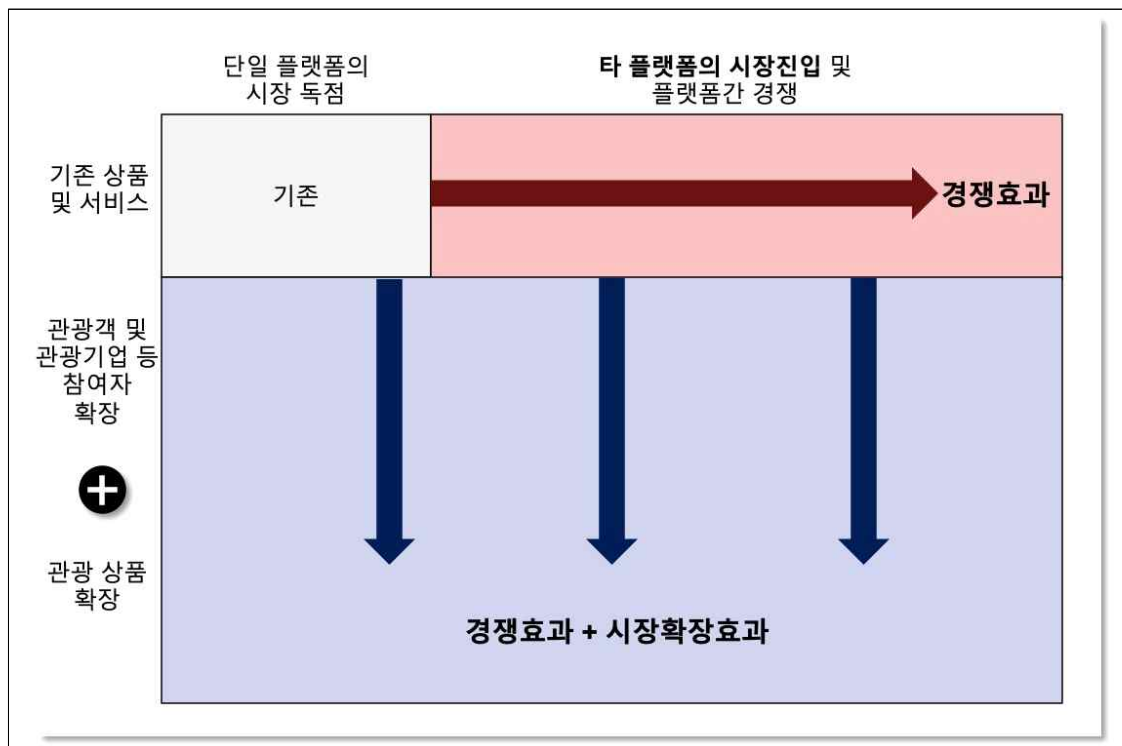 단일 플랫폼의
시장 독점
타 플랫폼의 시장진입 및
플랫폼간 경쟁
기존 상품
및 서비스
기존
경쟁효과
관광객 및
관광기업 등
참여자
확장
관광 상품
확장
경쟁효과 + 시장확장효과